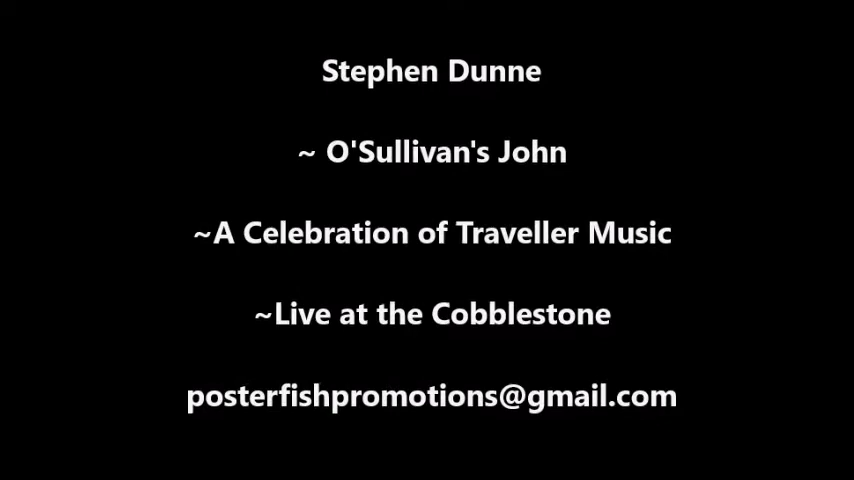 Stephen Dunne
~ O'Sullivan's John
~A Celebration of Traveller Music
~Live at the Cobblestone
posterfishpromotions@gmail.com